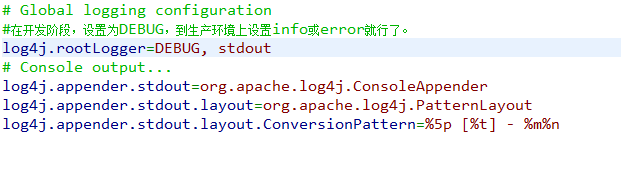 # Global logging configuration
#在开发阶段，设置为DEBUG，到生产环境上设置info或error就行了。
log4j.rootLogger=DEBUG, stdout
# Console output...
log4j.appender.stdout=org.apache.log4j.ConsoleAppender
log4j.appender.stdout.layout=org.apache.log4j.PatternLayout
log4j.appender.stdout.layout.ConversionPattern=%5p [%t] - %m%n